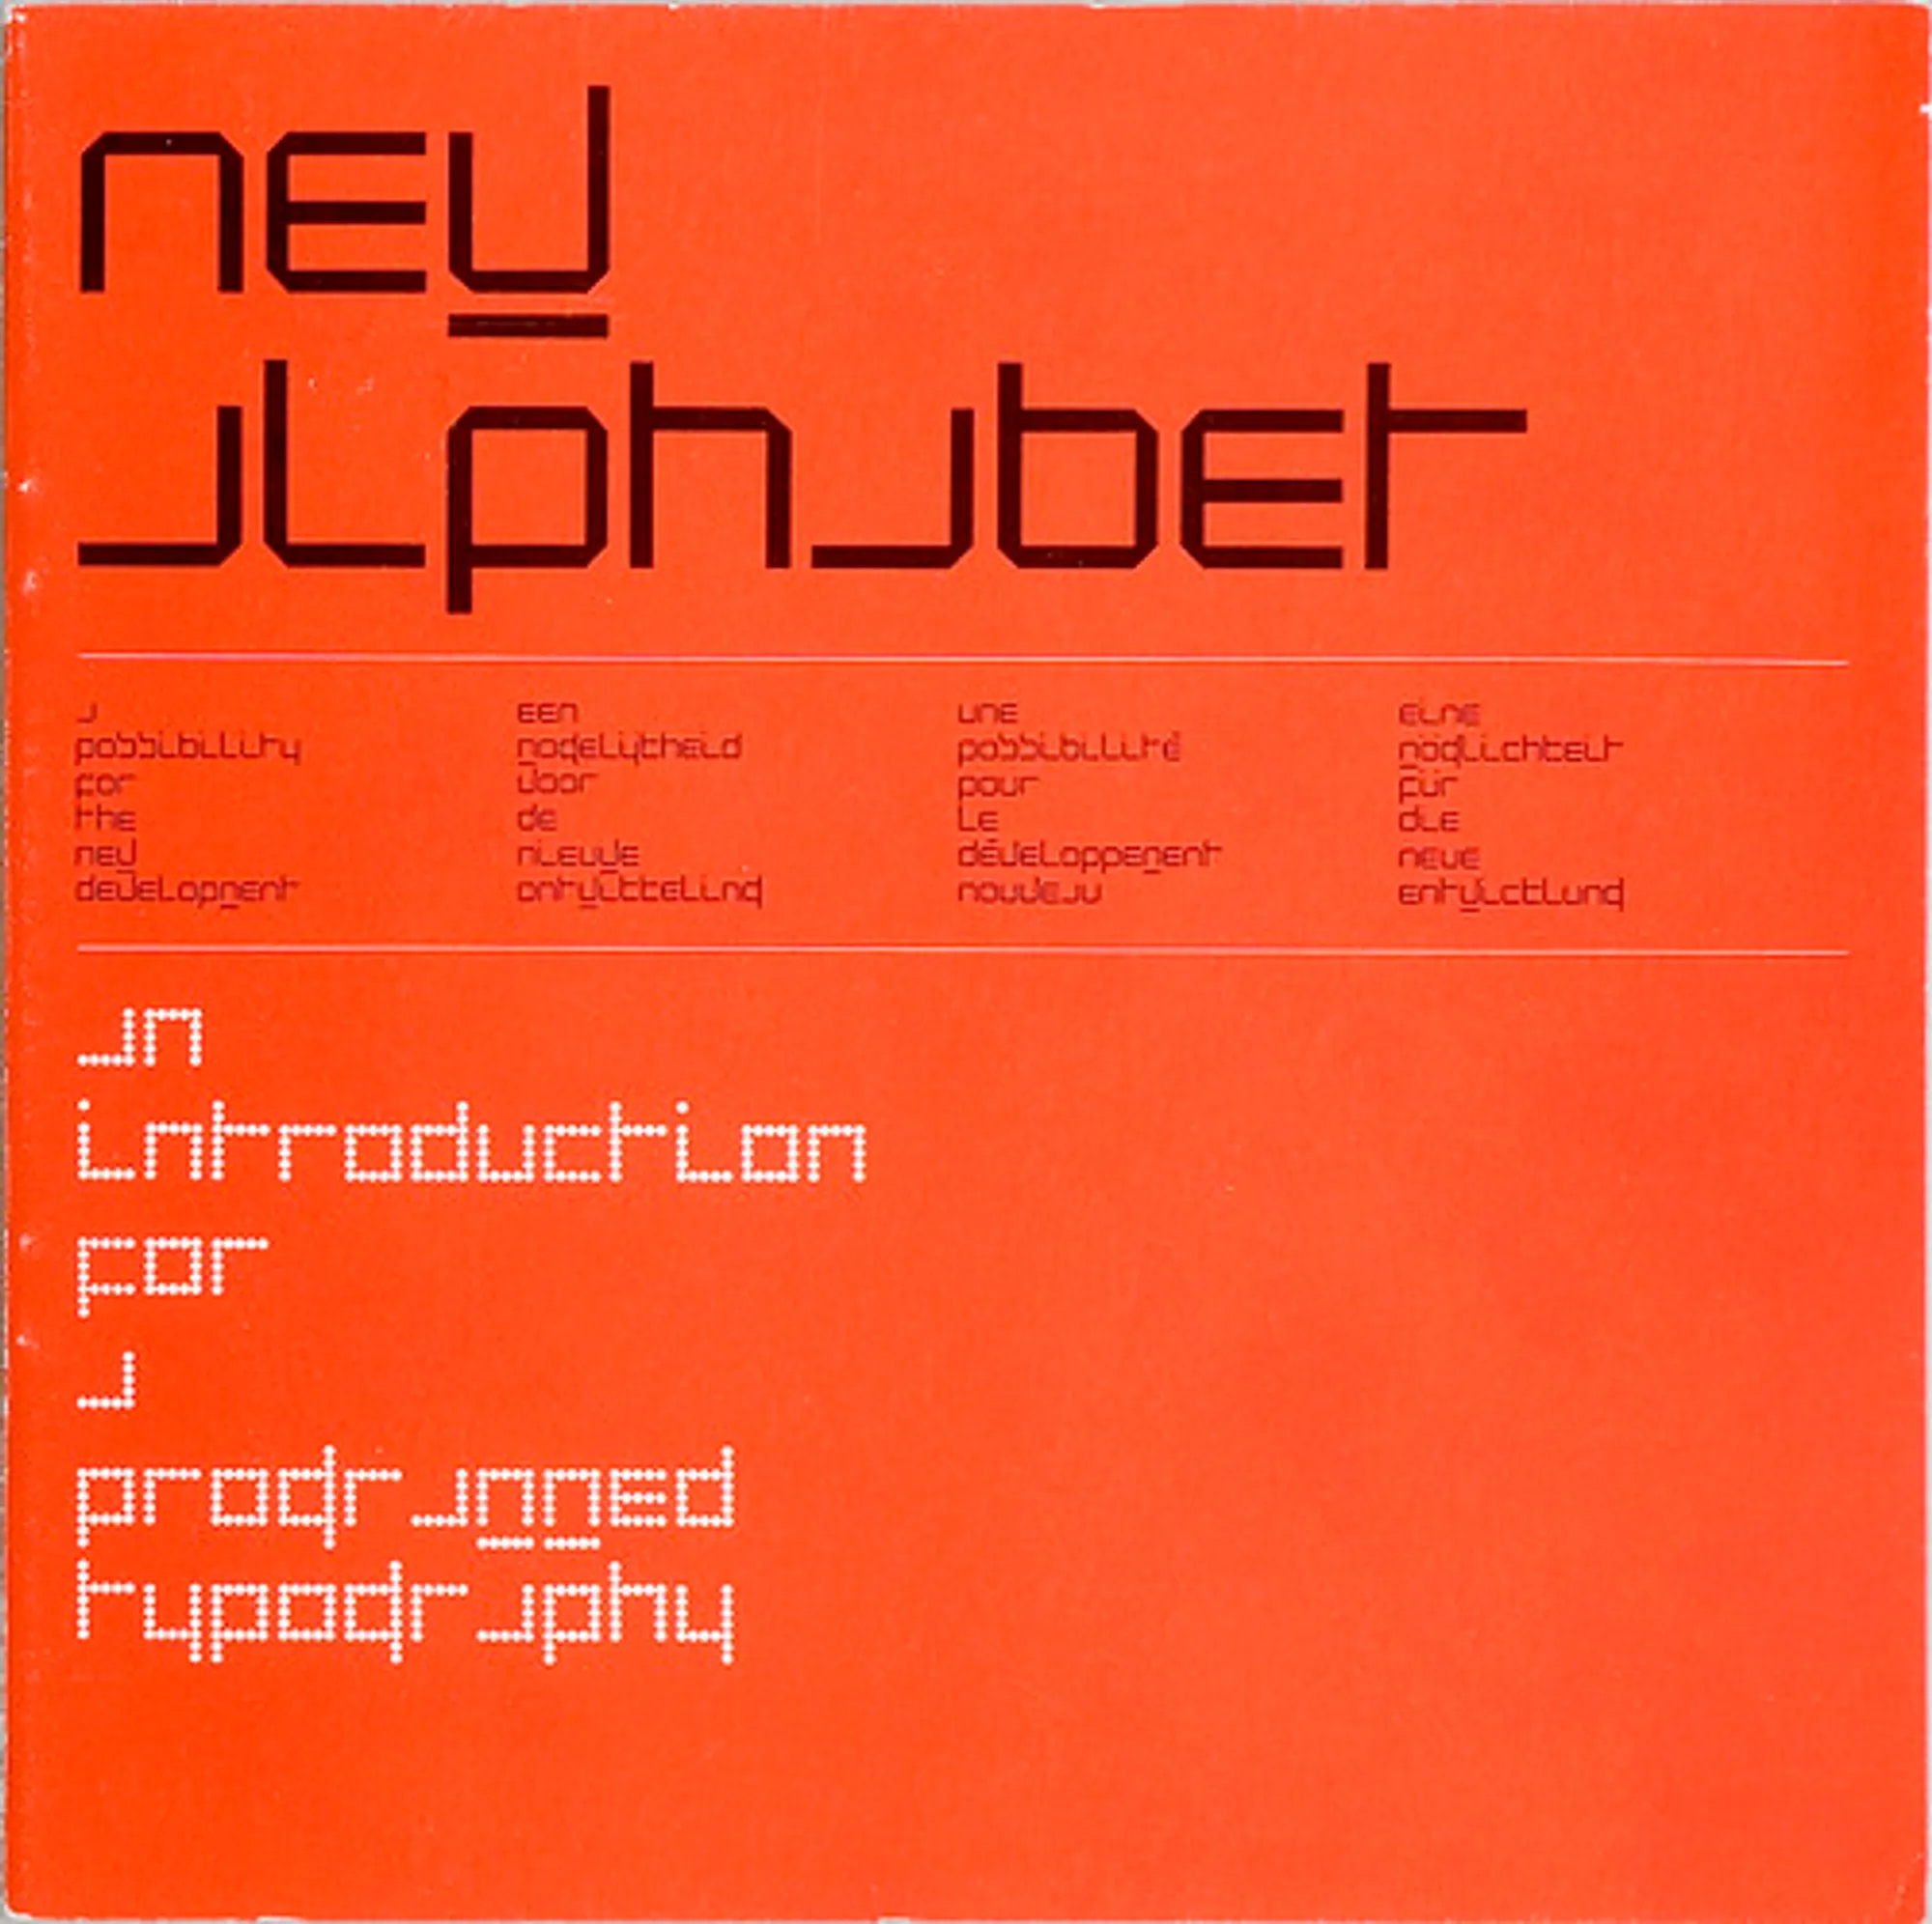 new
alphabet
a
possibility
for
the
new
development
een
mogelijkheid
voor
de
nieuwe
ontwikkeling
une
possibilité
pour
le
développement
nouveau
eine
möglichkeit
für
die
neue
entwicklung
an
introduction
for
a
programmed
typography